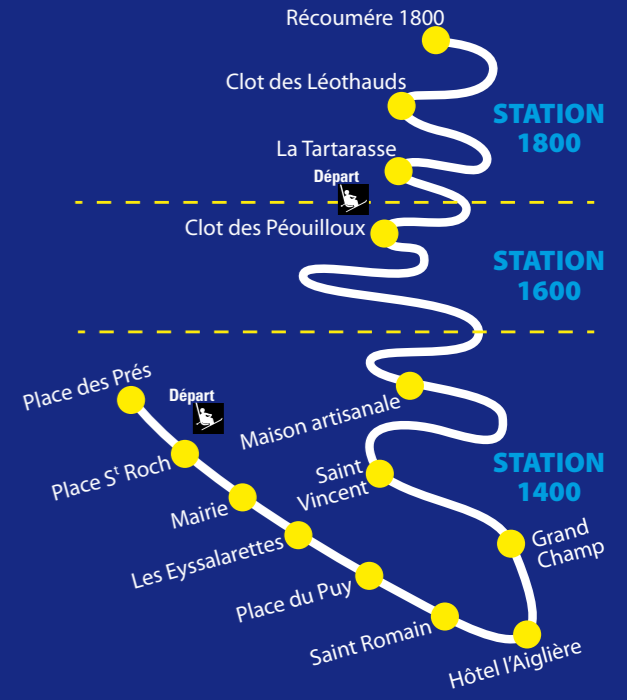 Récoumére 1800
Clot des Léothauds
STATION
1800
La Tartarasse
Départ
Clot des Péouilloux
STATION
1600
Place des Prés
Départ
Maison artisanale
Place Sᵗ Roch
Saint
Vincent
STATION
1400
Mairie
Les Eyssalarettes
Grand
Champ
Place du Puy
Saint Romain
Hôtel l'Aiglière